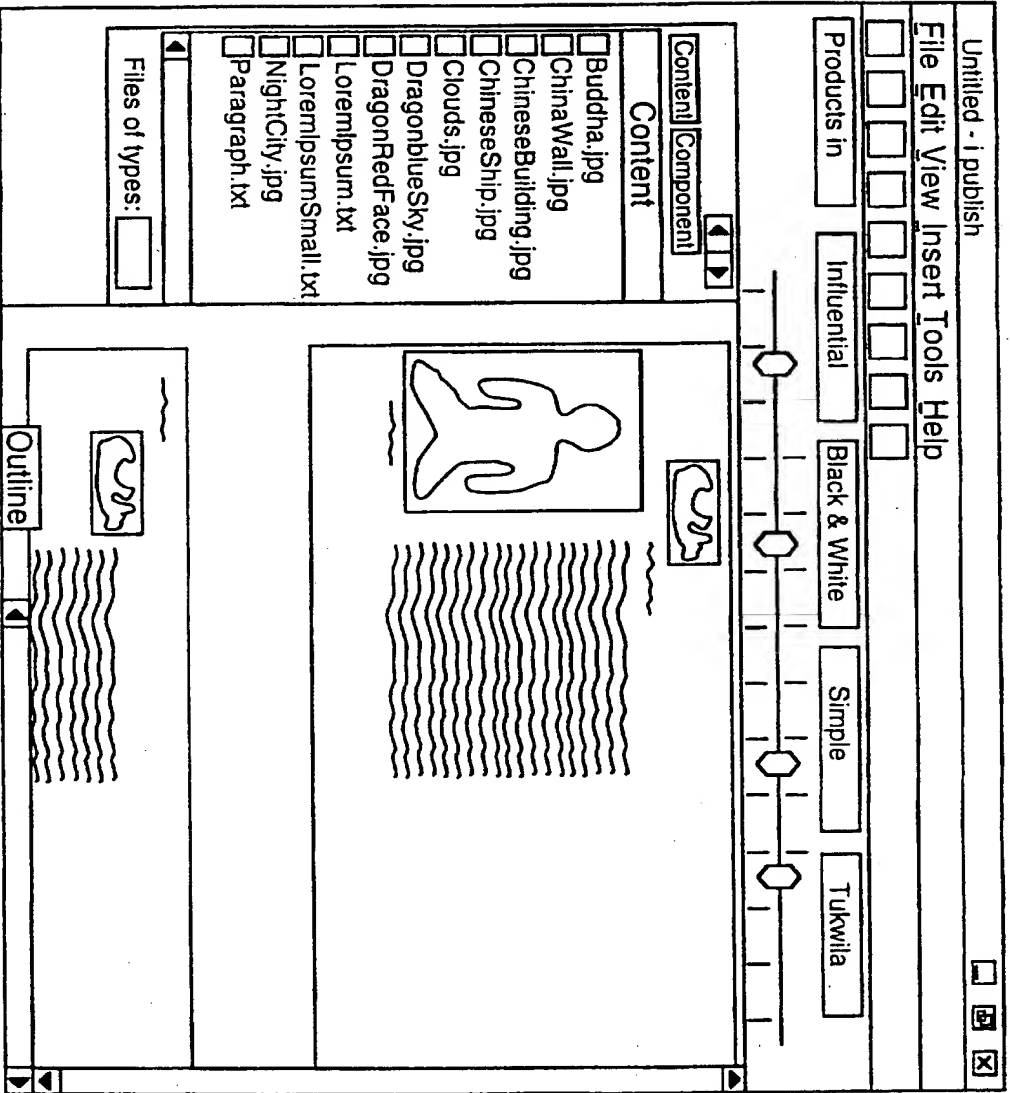 Untitled - i publish
File Edit View Insert Tools Help
Products in Influential Black & White Simple Tukwila
Content Component
Content
Buddha.jpg
ChinaWall.jpg
ChineseBuilding.jpg
ChineseShip.jpg
Clouds.jpg
DragonblueSky.jpg
DragonRedFace.jpg
LoremIpsum.txt
LoremIpsumSmall.txt
NightCity.jpg
Paragraph.txt
Files of types:
Outline